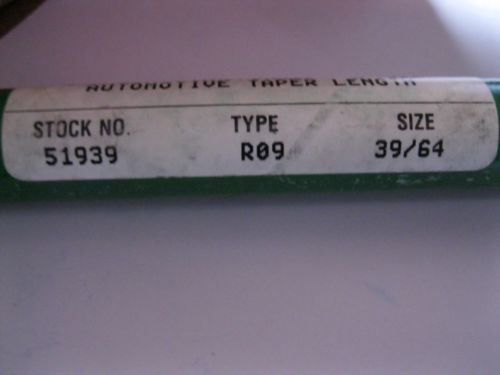 AUTOMOTIVE TAPER LENGTH
STOCK NO. TYPE SIZE
51939 R09 39/64